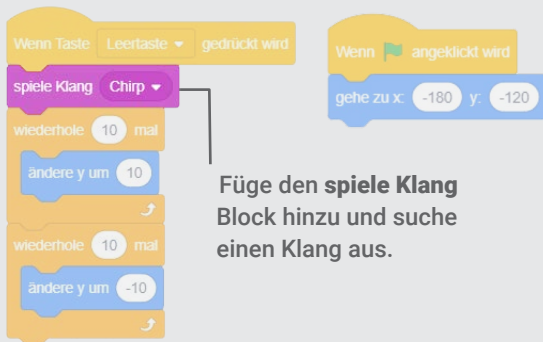 Wenn Taste Leertaste gedrückt wird
spiele Klang Chirp
wiederhole 10 mal
ändere y um 10
wiederhole 10 mal
ändere y um -10
Wenn angeklickt wird
gehe zu x: -180 y: -120
Füge den spiele Klang
Block hinzu und suche
einen Klang aus.